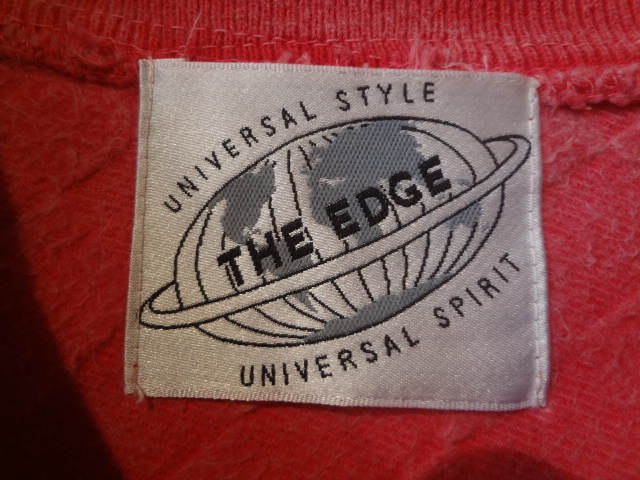 UNIVERSAL STYLE
THE EDGE
UNIVERSAL SPIRIT